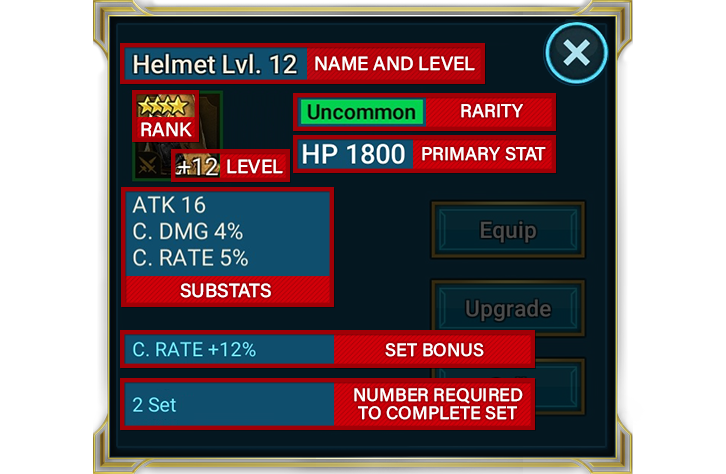 Helmet Lvl. 12 NAME AND LEVEL
RANK
Uncommon RARITY
HP 1800 PRIMARY STAT
+12 LEVEL
ATK 16
C. DMG 4%
C. RATE 5%
SUBSTATS
Equip
Upgrade
C. RATE +12% SET BONUS
2 Set NUMBER REQUIRED
TO COMPLETE SET